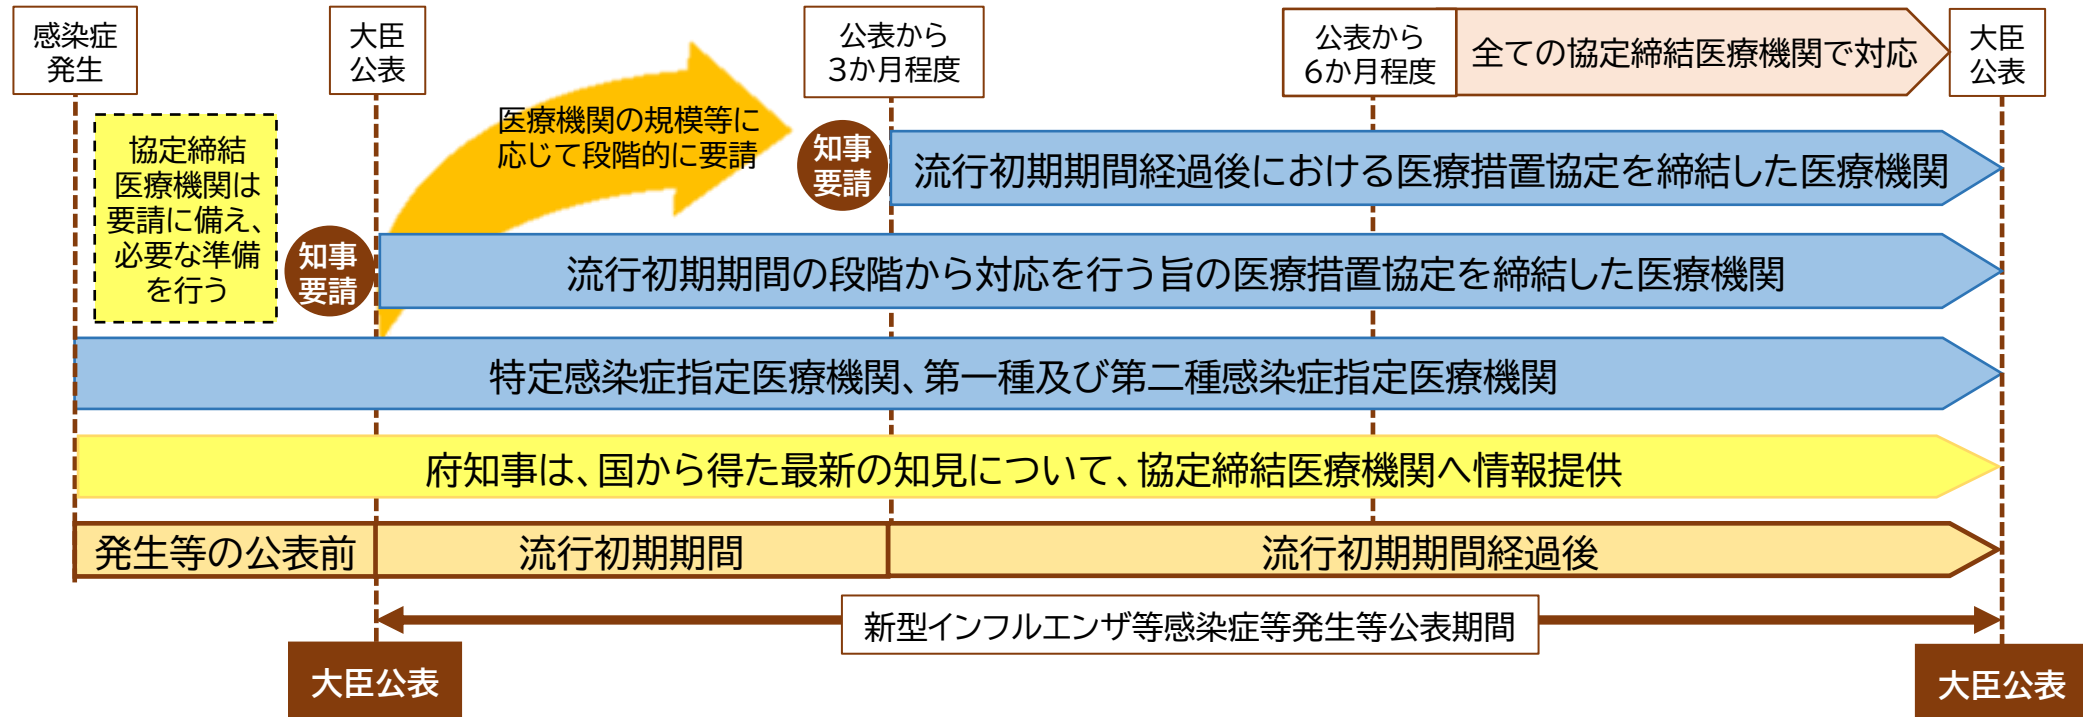 感染症
発生
大臣
公表
公表から
3か月程度
公表から
6か月程度
全ての協定締結医療機関で対応
大臣
公表
協定締結
医療機関は
要請に備え、
必要な準備
を行う
医療機関の規模等に
応じて段階的に要請
知事
要請
流行初期期間経過後における医療措置協定を締結した医療機関
知事
要請
流行初期期間の段階から対応を行う旨の医療措置協定を締結した医療機関
特定感染症指定医療機関、第一種及び第二種感染症指定医療機関
府知事は、国から得た最新の知見について、協定締結医療機関へ情報提供
発生等の公表前
流行初期期間
流行初期期間経過後
新型インフルエンザ等感染症等発生等公表期間
大臣公表
大臣公表